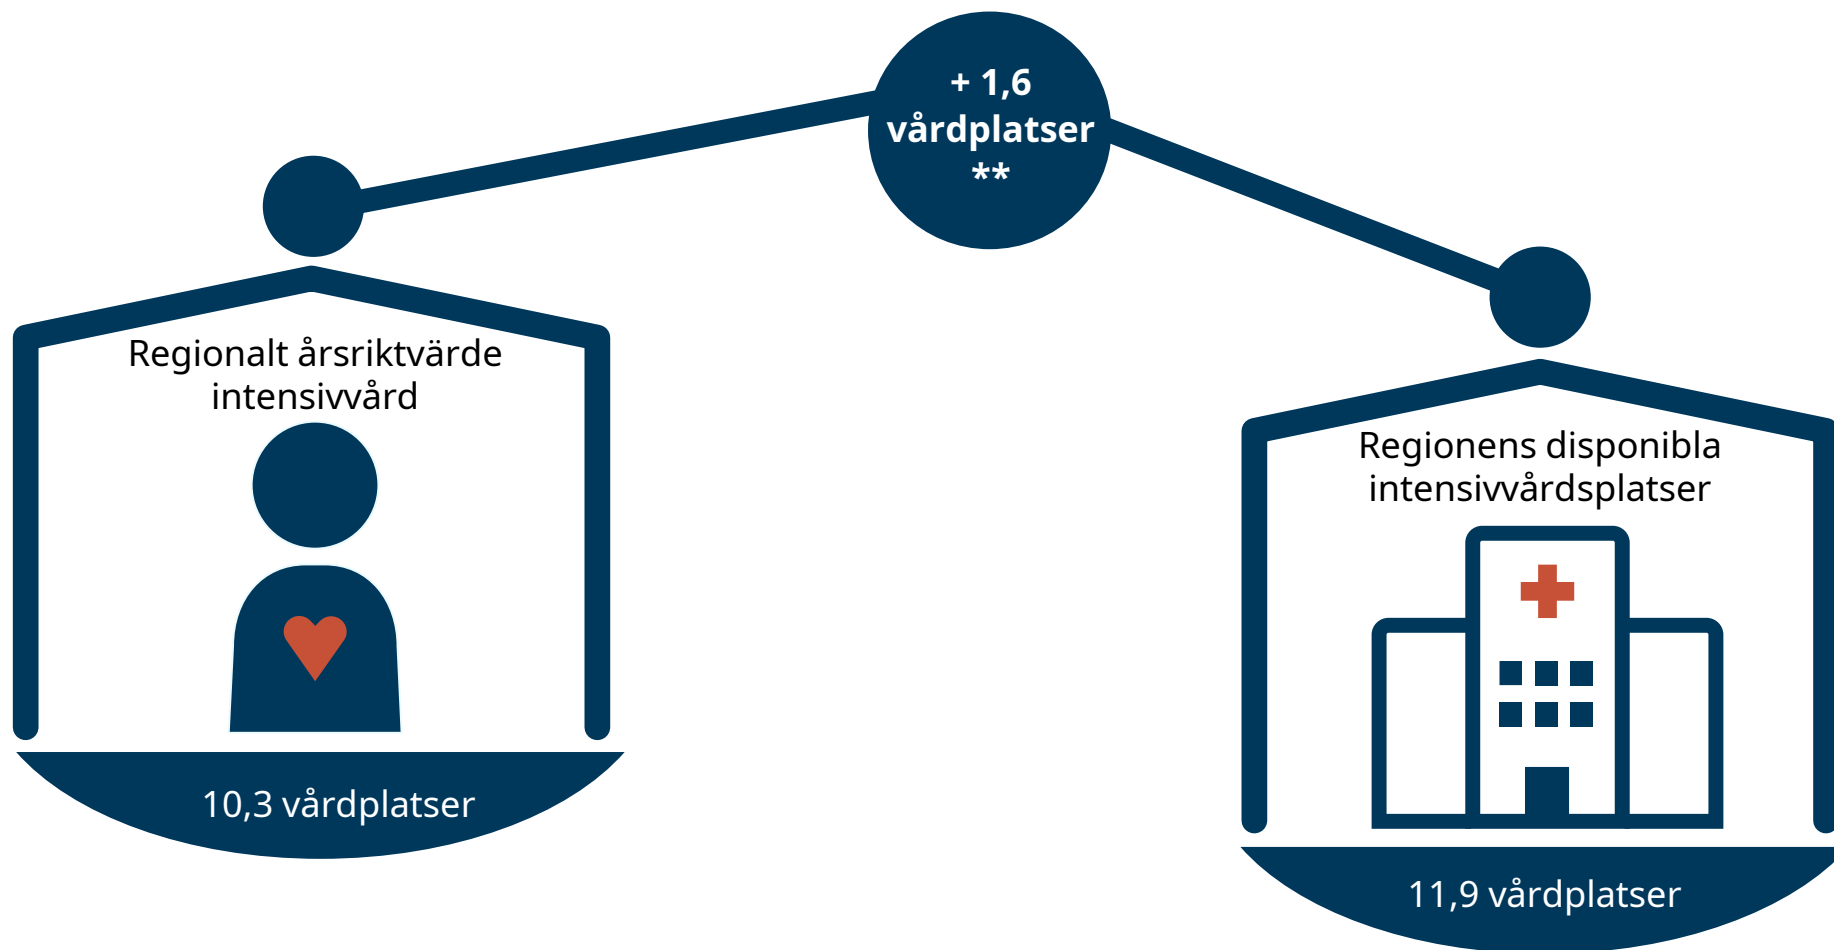 + 1,6
vårdplatser
**
Regionalt årsriktvärde
intensivvård
10,3 vårdplatser
Regionens disponibla
intensivvårdsplatser
11,9 vårdplatser